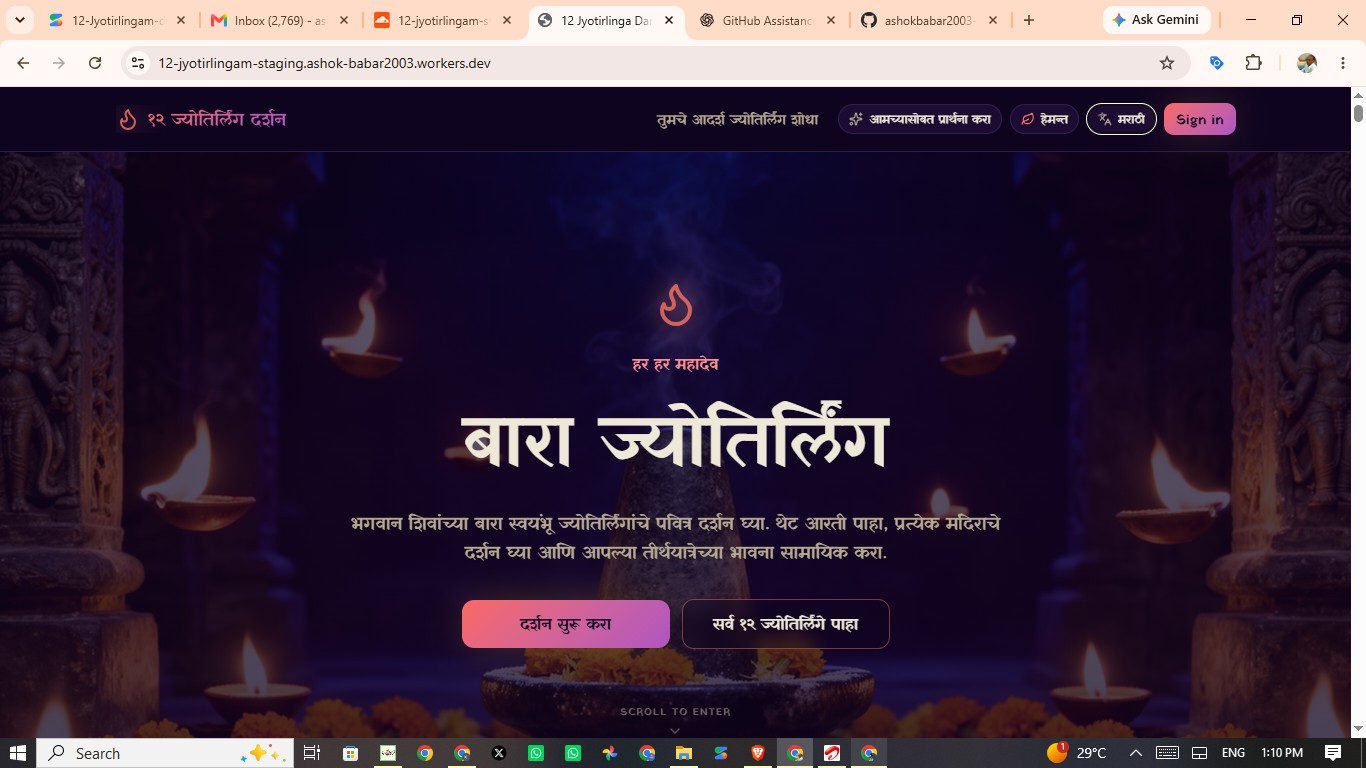 12-Jyotirlingam-d
Inbox (2,769) - as
12-jyotirlingam-s
12 Jyotirlinga Dar
GitHub Assistanc
ashokbabar2003-
Ask Gemini
12-jyotirlingam-staging.ashok-babar2003.workers.dev
१२ ज्योतिर्लिंग दर्शन
तुमचे आदर्श ज्योतिर्लिंग शोधा
आमच्यासोबत प्रार्थना करा
हेमन्त
मराठी
Sign in
हर हर महादेव
बारा ज्योतिर्लिंग
भगवान शिवांच्या बारा स्वयंभू ज्योतिर्लिंगांचे पवित्र दर्शन घ्या. थेट आरती पाहा, प्रत्येक मंदिराचे
दर्शन घ्या आणि आपल्या तीर्थयात्रेच्या भावना सामायिक करा.
दर्शन सुरू करा
सर्व १२ ज्योतिर्लिंगे पाहा
SCROLL TO ENTER
Search
1
29°C
ENG
1:10 PM